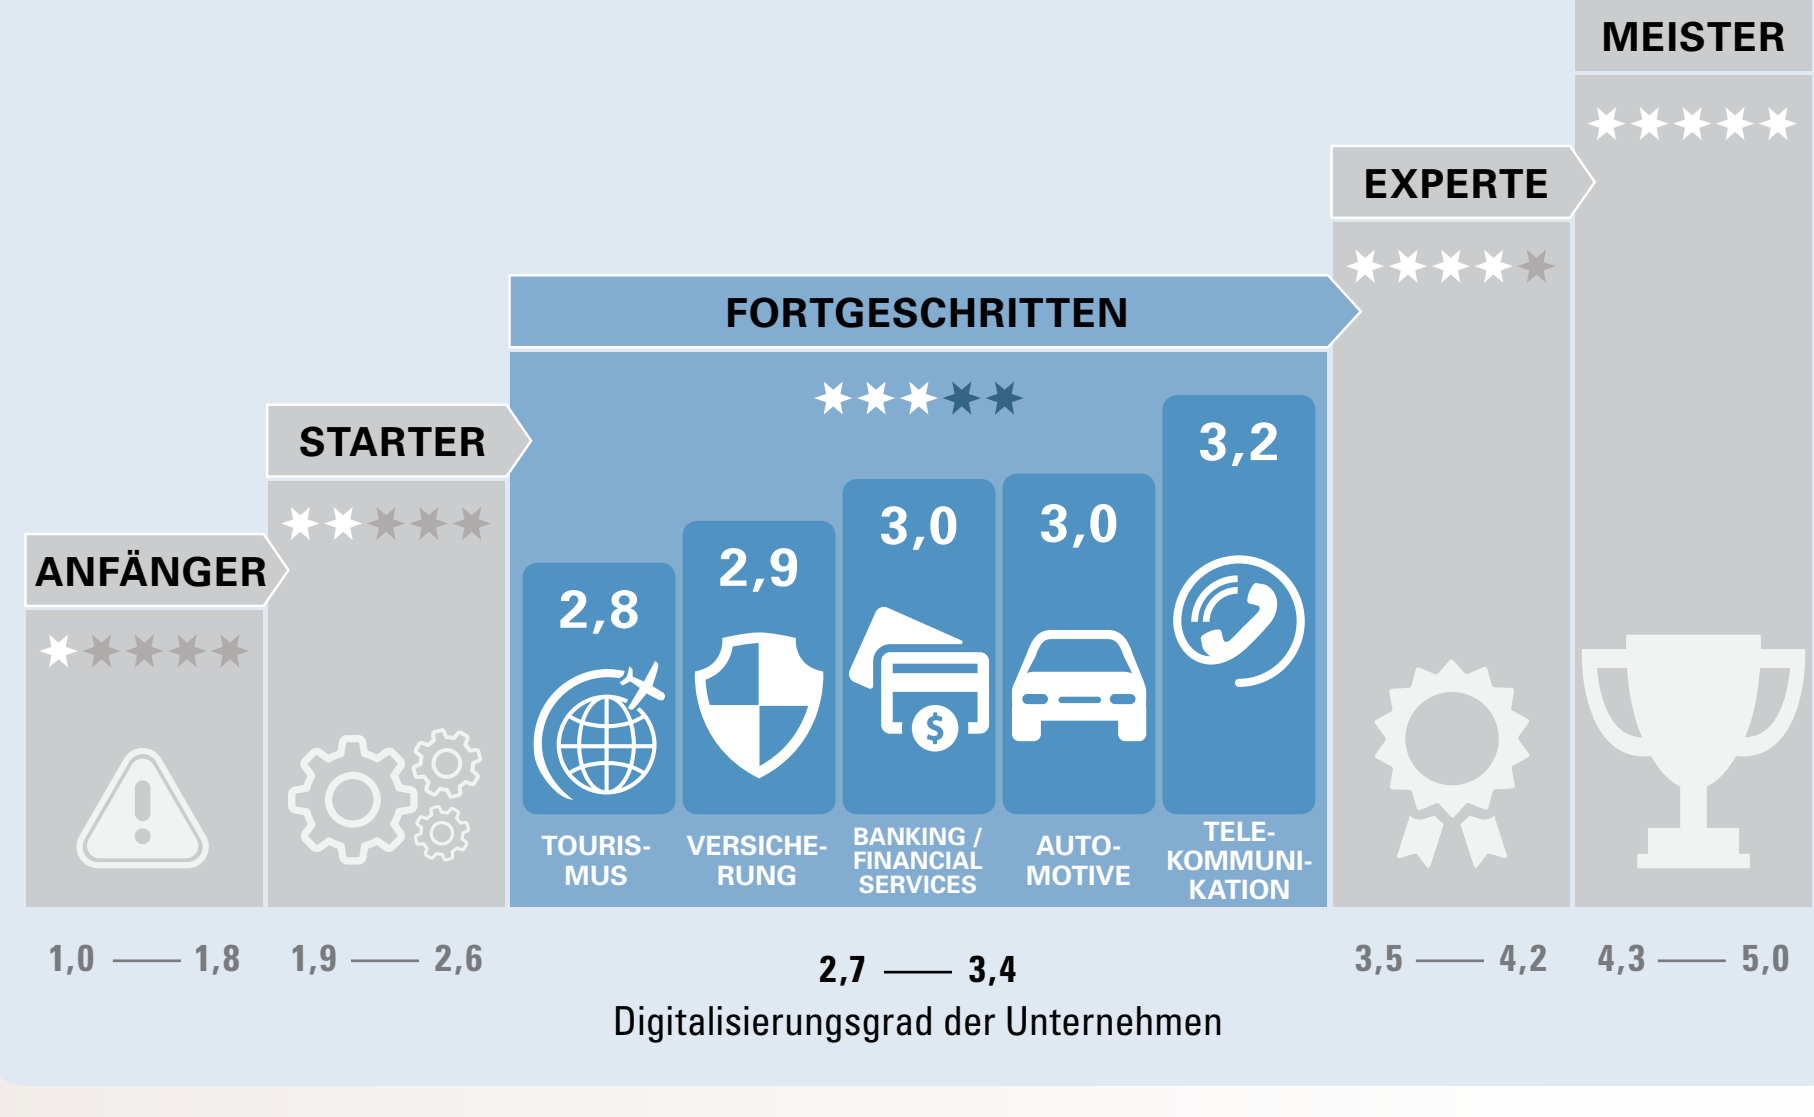 MEISTER
EXPERTE
FORTGESCHRITTEN
STARTER
ANFÄNGER
2,8
2,9
3,0
3,0
3,2
$
TOURIS-
MUS
VERSICHE-
RUNG
BANKING /
FINANCIAL
SERVICES
AUTO-
MOTIVE
TELE-
KOMMUNI-
KATION
1,0 — 1,8
1,9 — 2,6
2,7 — 3,4
3,5 — 4,2
4,3 — 5,0
Digitalisierungsgrad der Unternehmen